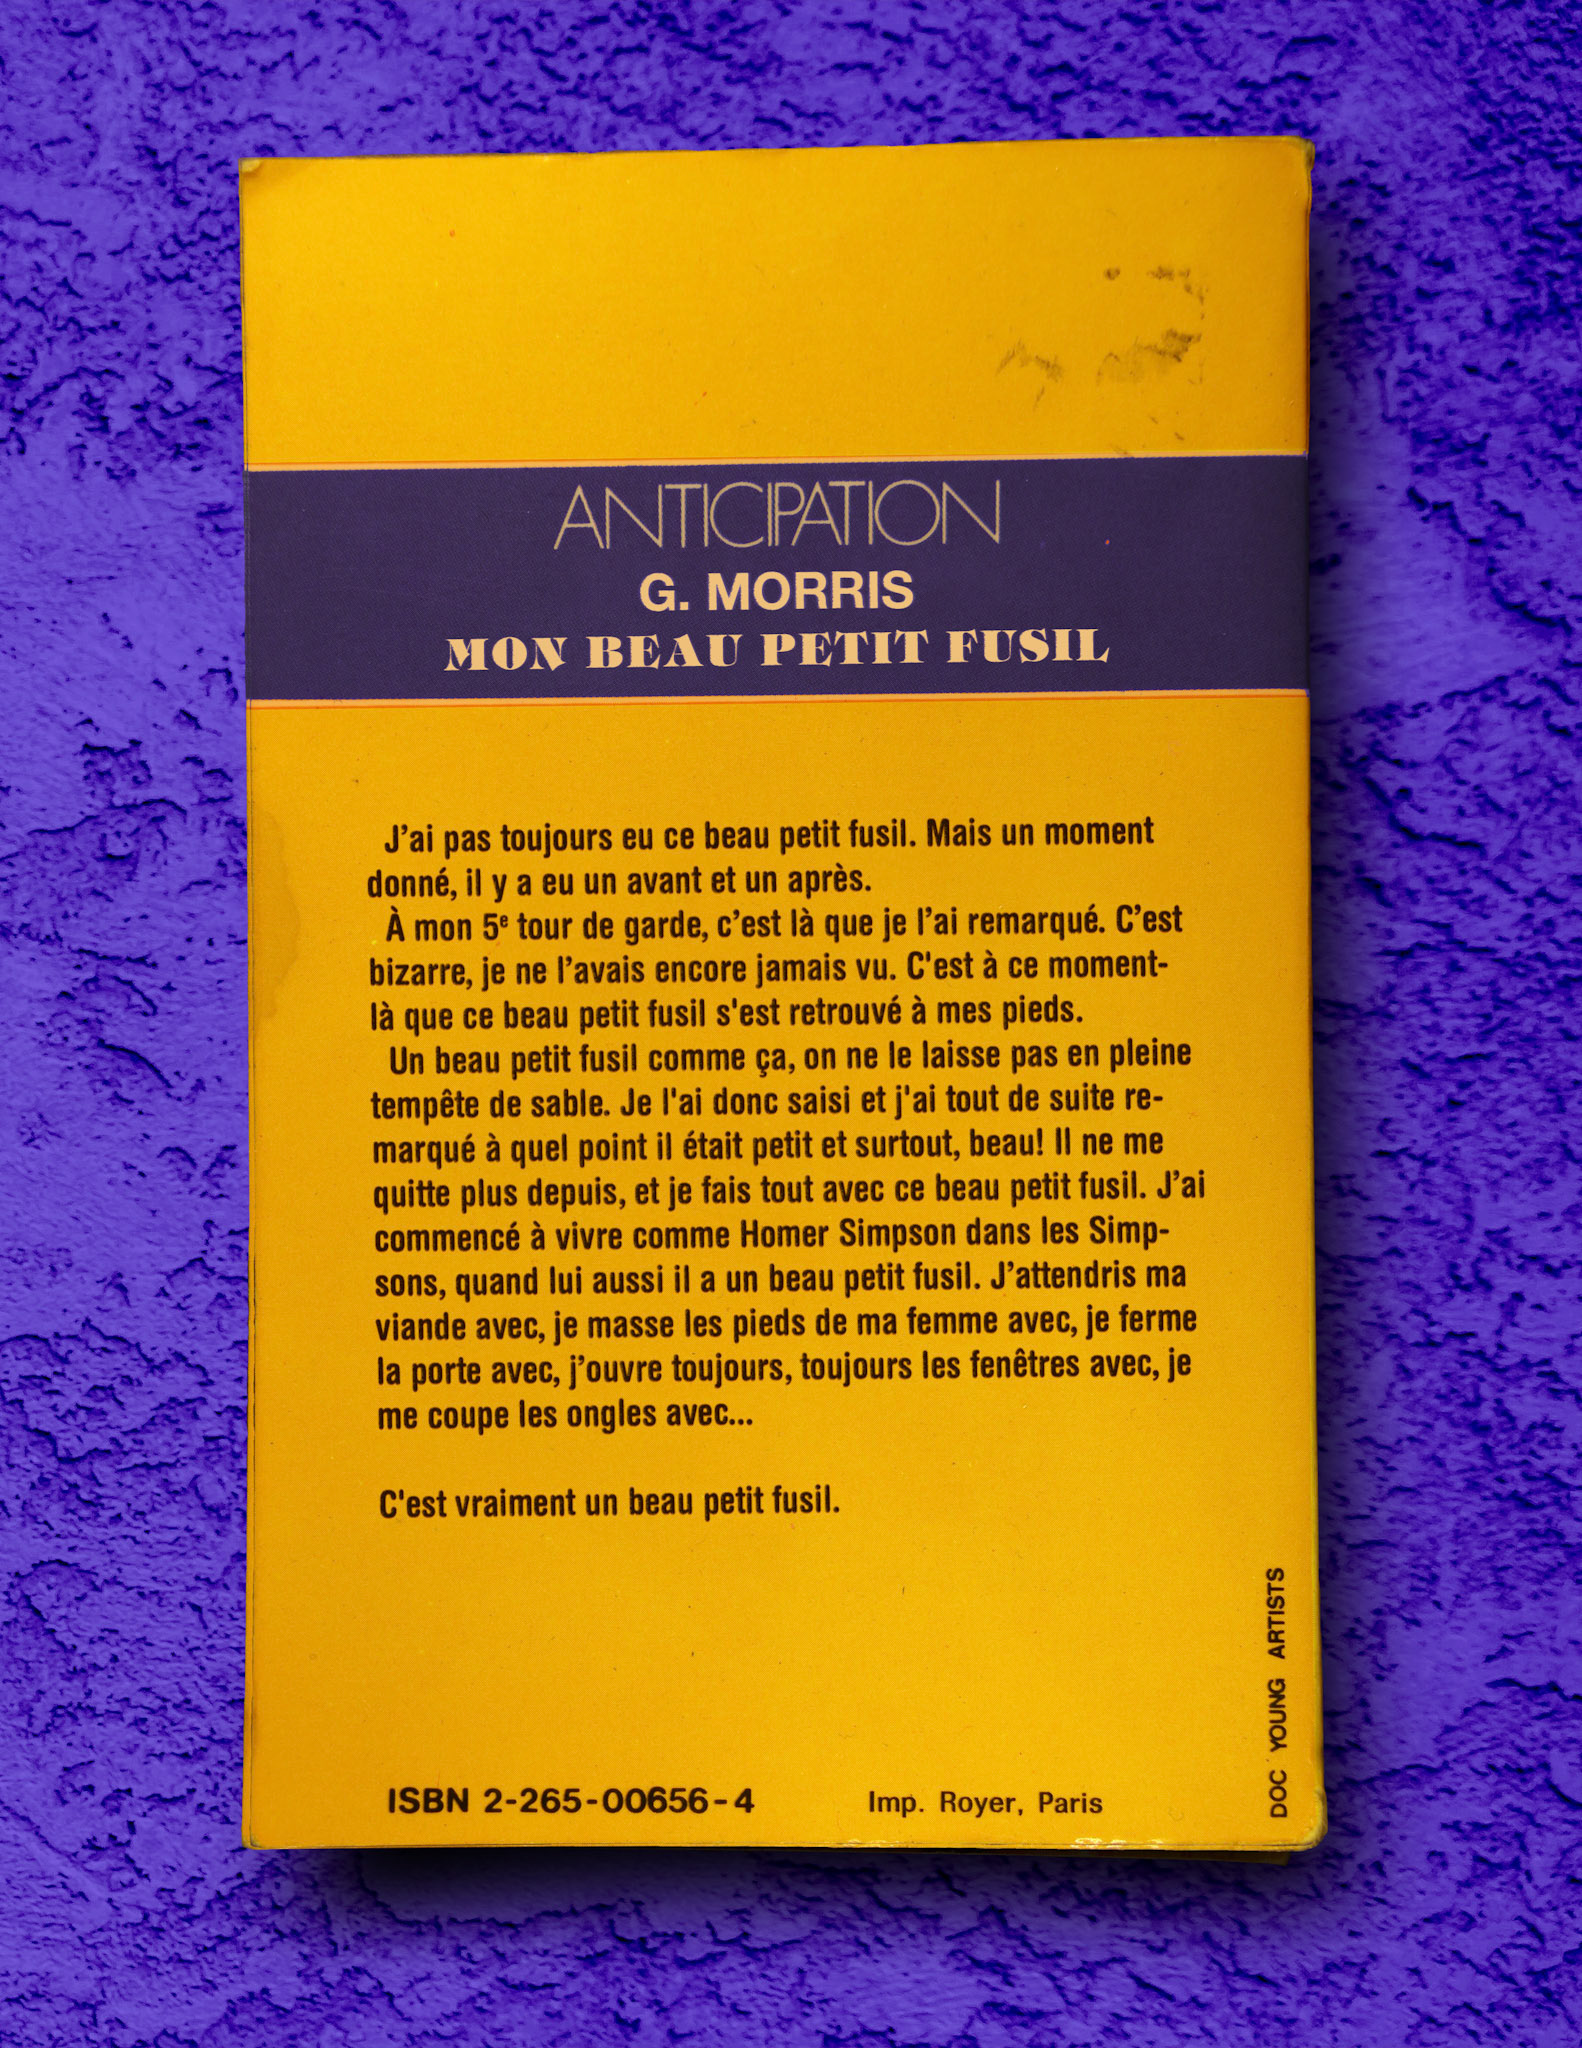 ANTICIPATION
G. MORRIS
MON BEAU PETIT FUSIL
J’ai pas toujours eu ce beau petit fusil. Mais un moment
donné, il y a eu un avant et un après.
À mon 5ᵉ tour de garde, c’est là que je l’ai remarqué. C’est
bizarre, je ne l’avais encore jamais vu. C'est à ce moment-
là que ce beau petit fusil s'est retrouvé à mes pieds.
Un beau petit fusil comme ça, on ne le laisse pas en pleine
tempête de sable. Je l'ai donc saisi et j'ai tout de suite re-
marqué à quel point il était petit et surtout, beau! Il ne me
quitte plus depuis, et je fais tout avec ce beau petit fusil. J’ai
commencé à vivre comme Homer Simpson dans les Simp-
sons, quand lui aussi il a un beau petit fusil. J’attendris ma
viande avec, je masse les pieds de ma femme avec, je ferme
la porte avec, j’ouvre toujours, toujours les fenêtres avec, je
me coupe les ongles avec...
C'est vraiment un beau petit fusil.
DOC YOUNG ARTISTS
ISBN 2-265-00656-4
Imp. Royer, Paris